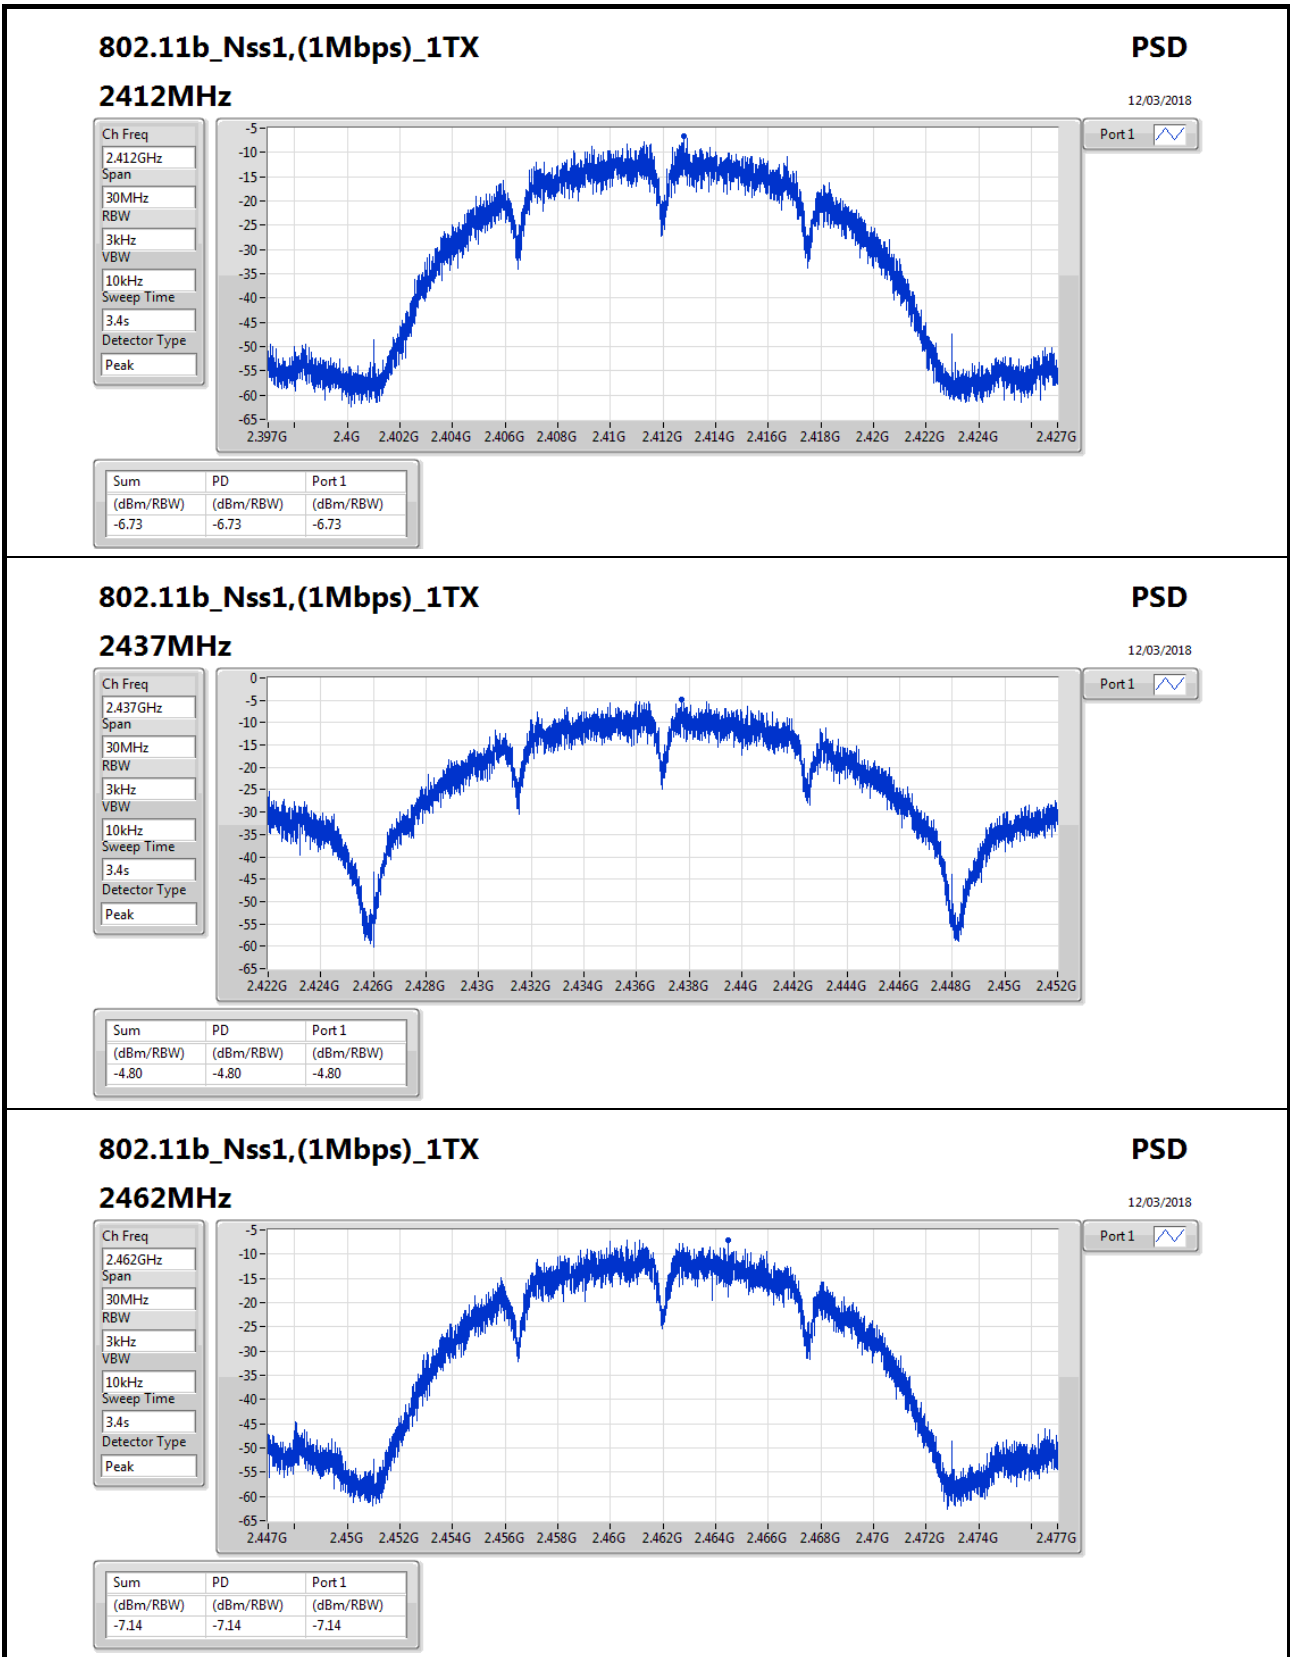 802.11b_Nss1,(1Mbps)_1TX PSD
2412MHz 12/03/2018
Ch Freq
2.412GHz
Span
30MHz
RBW
3kHz
VBW
10kHz
Sweep Time
3.4s
Detector Type
Peak
-5
-10
-15
-20
-25
-30
-35
-40
-45
-50
-55
-60
-65
2.397G 2.4G 2.402G 2.404G 2.406G 2.408G 2.41G 2.412G 2.414G 2.416G 2.418G 2.42G 2.422G 2.424G 2.427G
Port 1
Sum PD Port 1
(dBm/RBW) (dBm/RBW) (dBm/RBW)
-6.73 -6.73 -6.73
802.11b_Nss1,(1Mbps)_1TX PSD
2437MHz 12/03/2018
Ch Freq
2.437GHz
Span
30MHz
RBW
3kHz
VBW
10kHz
Sweep Time
3.4s
Detector Type
Peak
0
-5
-10
-15
-20
-25
-30
-35
-40
-45
-50
-55
-60
-65
2.422G 2.424G 2.426G 2.428G 2.43G 2.432G 2.434G 2.436G 2.438G 2.44G 2.442G 2.444G 2.446G 2.448G 2.45G 2.452G
Port 1
Sum PD Port 1
(dBm/RBW) (dBm/RBW) (dBm/RBW)
-4.80 -4.80 -4.80
802.11b_Nss1,(1Mbps)_1TX PSD
2462MHz 12/03/2018
Ch Freq
2.462GHz
Span
30MHz
RBW
3kHz
VBW
10kHz
Sweep Time
3.4s
Detector Type
Peak
-5
-10
-15
-20
-25
-30
-35
-40
-45
-50
-55
-60
-65
2.447G 2.45G 2.452G 2.454G 2.456G 2.458G 2.46G 2.462G 2.464G 2.466G 2.468G 2.47G 2.472G 2.474G 2.477G
Port 1
Sum PD Port 1
(dBm/RBW) (dBm/RBW) (dBm/RBW)
-7.14 -7.14 -7.14